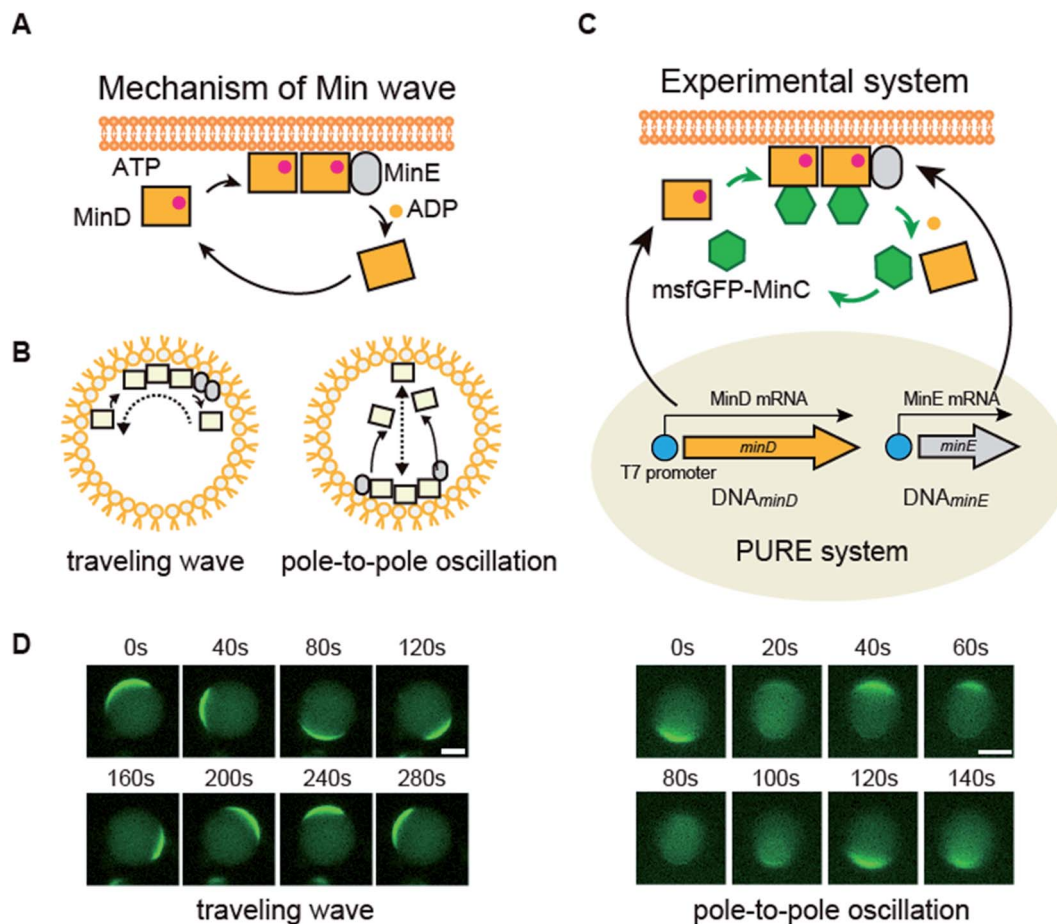 A
Mechanism of Min wave
ATP
MinD
MinE
ADP
B
traveling wave
pole-to-pole oscillation
C
Experimental system
msfGFP-MinC
MinD mRNA
MinE mRNA
minD
minE
T7 promoter
DNAminD
DNAminE
PURE system
D
0s 40s 80s 120s
160s 200s 240s 280s
traveling wave
0s 20s 40s 60s
80s 100s 120s 140s
pole-to-pole oscillation